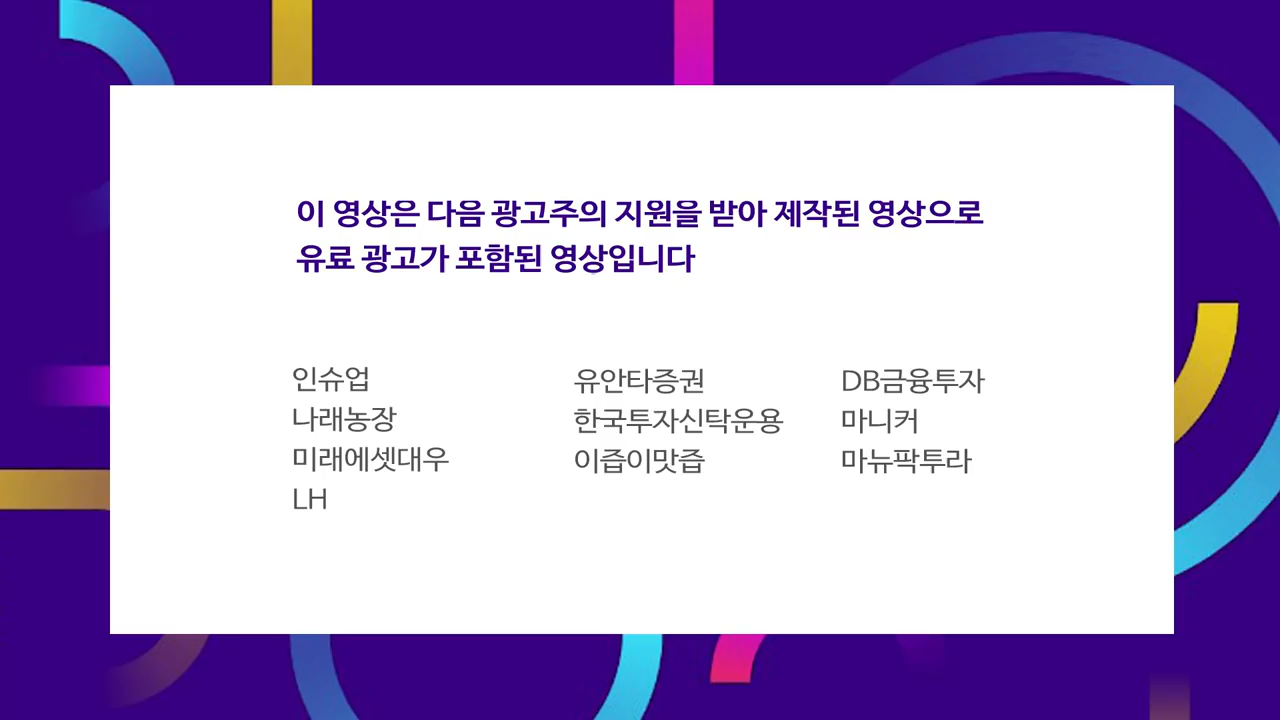 이 영상은 다음 광고주의 지원을 받아 제작된 영상으로
유료 광고가 포함된 영상입니다
인슈업
나래농장
미래에셋대우
LH
유안타증권
한국투자신탁운용
이즙이맛즙
DB금융투자
마니커
마뉴팍투라